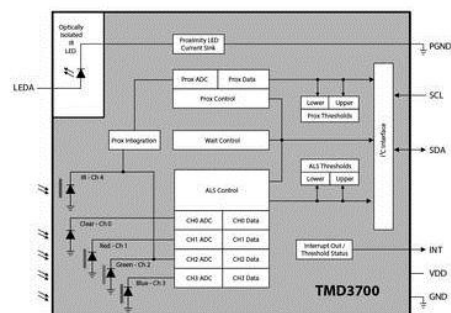 Optically
Isolated
IR
LED
Proximity LED
Current Sink
PGND
LEDA
Prox ADC
Prox Data
Prox Control
Lower
Upper
Prox Thresholds
SCL
Prox Integration
Wait Control
I²C Interface
SDA
ALS Thresholds
Lower
Upper
IR - Ch 4
ALS Control
Clear - Ch 0
CH0 ADC
CH0 Data
Red - Ch 1
CH1 ADC
CH1 Data
Green - Ch 2
CH2 ADC
CH2 Data
Blue - Ch 3
CH3 ADC
CH3 Data
Interrupt Out /
Threshold Status
INT
VDD
TMD3700
GND